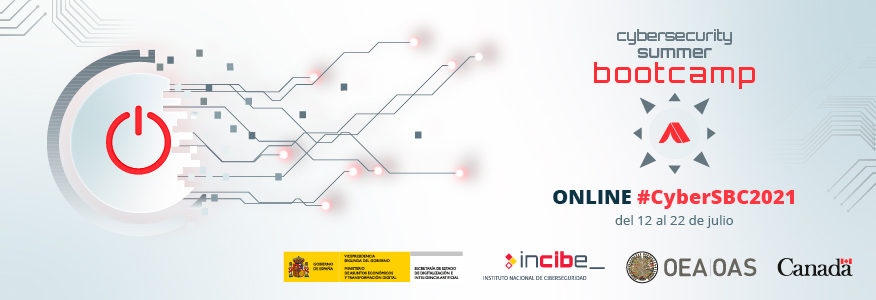 cybersecurity
summer
bootcamp
ONLINE #CyberSBC2021
del 12 al 22 de julio
GOBIERNO
DE ESPAÑA
VICEPRESIDENCIA
SEGUNDA DEL GOBIERNO
MINISTERIO
DE ASUNTOS ECONÓMICOS
Y TRANSFORMACIÓN DIGITAL
SECRETARÍA DE ESTADO
DE DIGITALIZACIÓN E
INTELIGENCIA ARTIFICIAL
incibe_
INSTITUTO NACIONAL DE CIBERSEGURIDAD
OEA|OAS
Canada